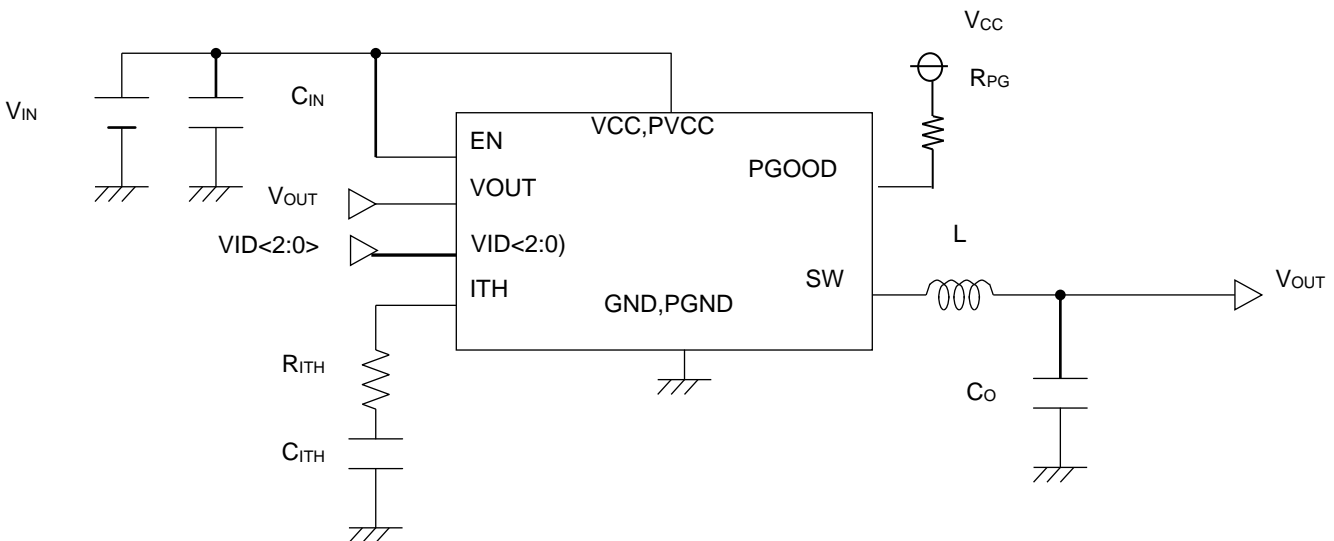 VCC
RPG
VIN
CIN
VCC,PVCC
EN
PGOOD
VOUT
VOUT
VID<2:0>
VID<2:0)
L
ITH
SW
GND,PGND
VOUT
RITH
CO
CITH